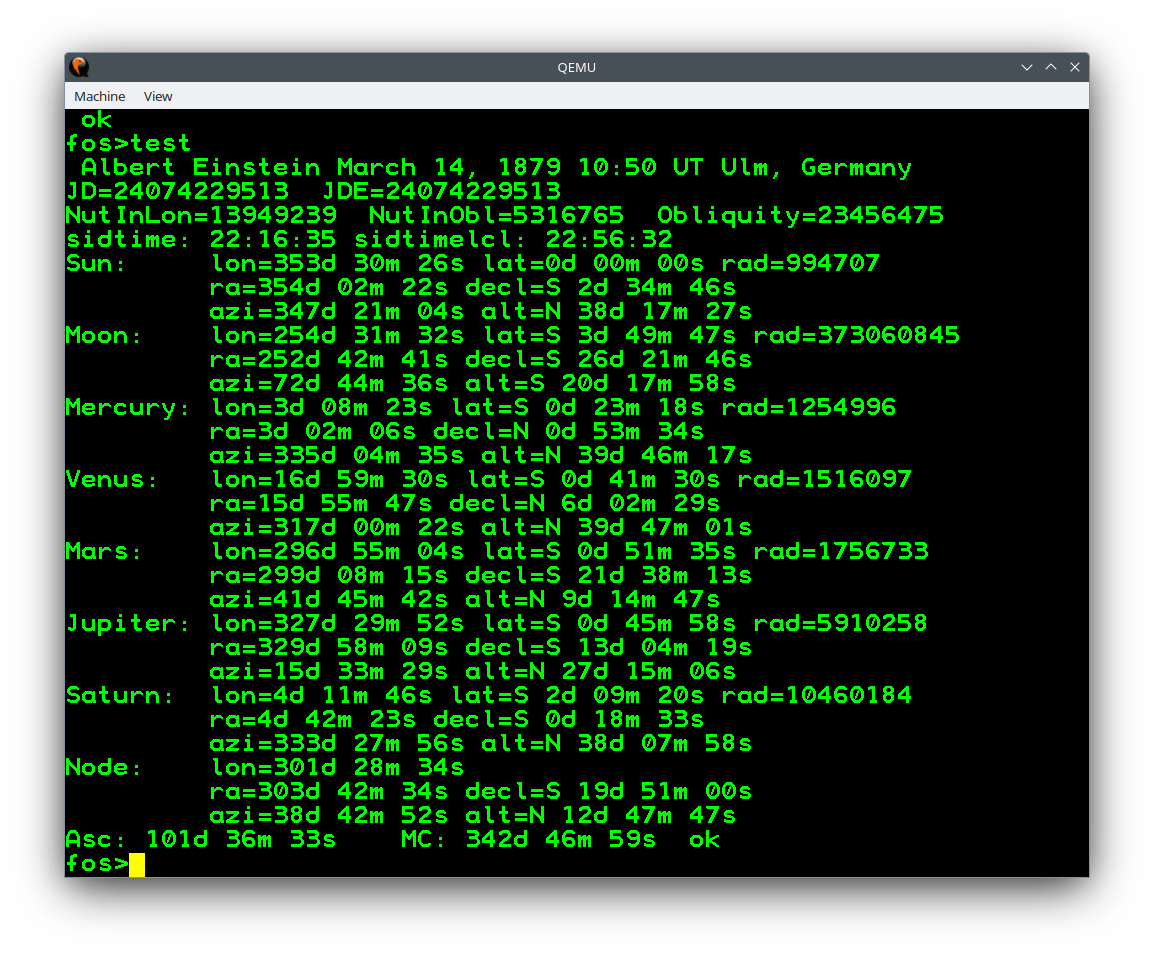 QEMU
Machine View
ok
fos>test
Albert Einstein March 14, 1879 10:50 UT Ulm, Germany
JD=24074229513 JDE=24074229513
NutInLon=13949239 NutInObl=5316765 Obliquity=23456475
sidtime: 22:16:35 sidtimelcl: 22:56:32
Sun: lon=353d 30m 26s lat=0d 00m 00s rad=994707
ra=354d 02m 22s decl=S 2d 34m 46s
azi=347d 21m 04s alt=N 38d 17m 27s
Moon: lon=254d 31m 32s lat=S 3d 49m 47s rad=373060845
ra=252d 42m 41s decl=S 26d 21m 46s
azi=72d 44m 36s alt=S 20d 17m 58s
Mercury: lon=3d 08m 23s lat=S 0d 23m 18s rad=1254996
ra=3d 02m 06s decl=N 0d 53m 34s
azi=335d 04m 35s alt=N 39d 46m 17s
Venus: lon=16d 59m 30s lat=S 0d 41m 30s rad=1516097
ra=15d 55m 47s decl=N 6d 02m 29s
azi=317d 00m 22s alt=N 39d 47m 01s
Mars: lon=296d 55m 04s lat=S 0d 51m 35s rad=1756733
ra=299d 08m 15s decl=S 21d 38m 13s
azi=41d 45m 42s alt=N 9d 14m 47s
Jupiter: lon=327d 29m 52s lat=S 0d 45m 58s rad=5910258
ra=329d 58m 09s decl=S 13d 04m 19s
azi=15d 33m 29s alt=N 27d 15m 06s
Saturn: lon=4d 11m 46s lat=S 2d 09m 20s rad=10460184
ra=4d 42m 23s decl=S 0d 18m 33s
azi=333d 27m 56s alt=N 38d 07m 58s
Node: lon=301d 28m 34s
ra=303d 42m 34s decl=S 19d 51m 00s
azi=38d 42m 52s alt=N 12d 47m 47s
Asc: 101d 36m 33s MC: 342d 46m 59s ok
fos>